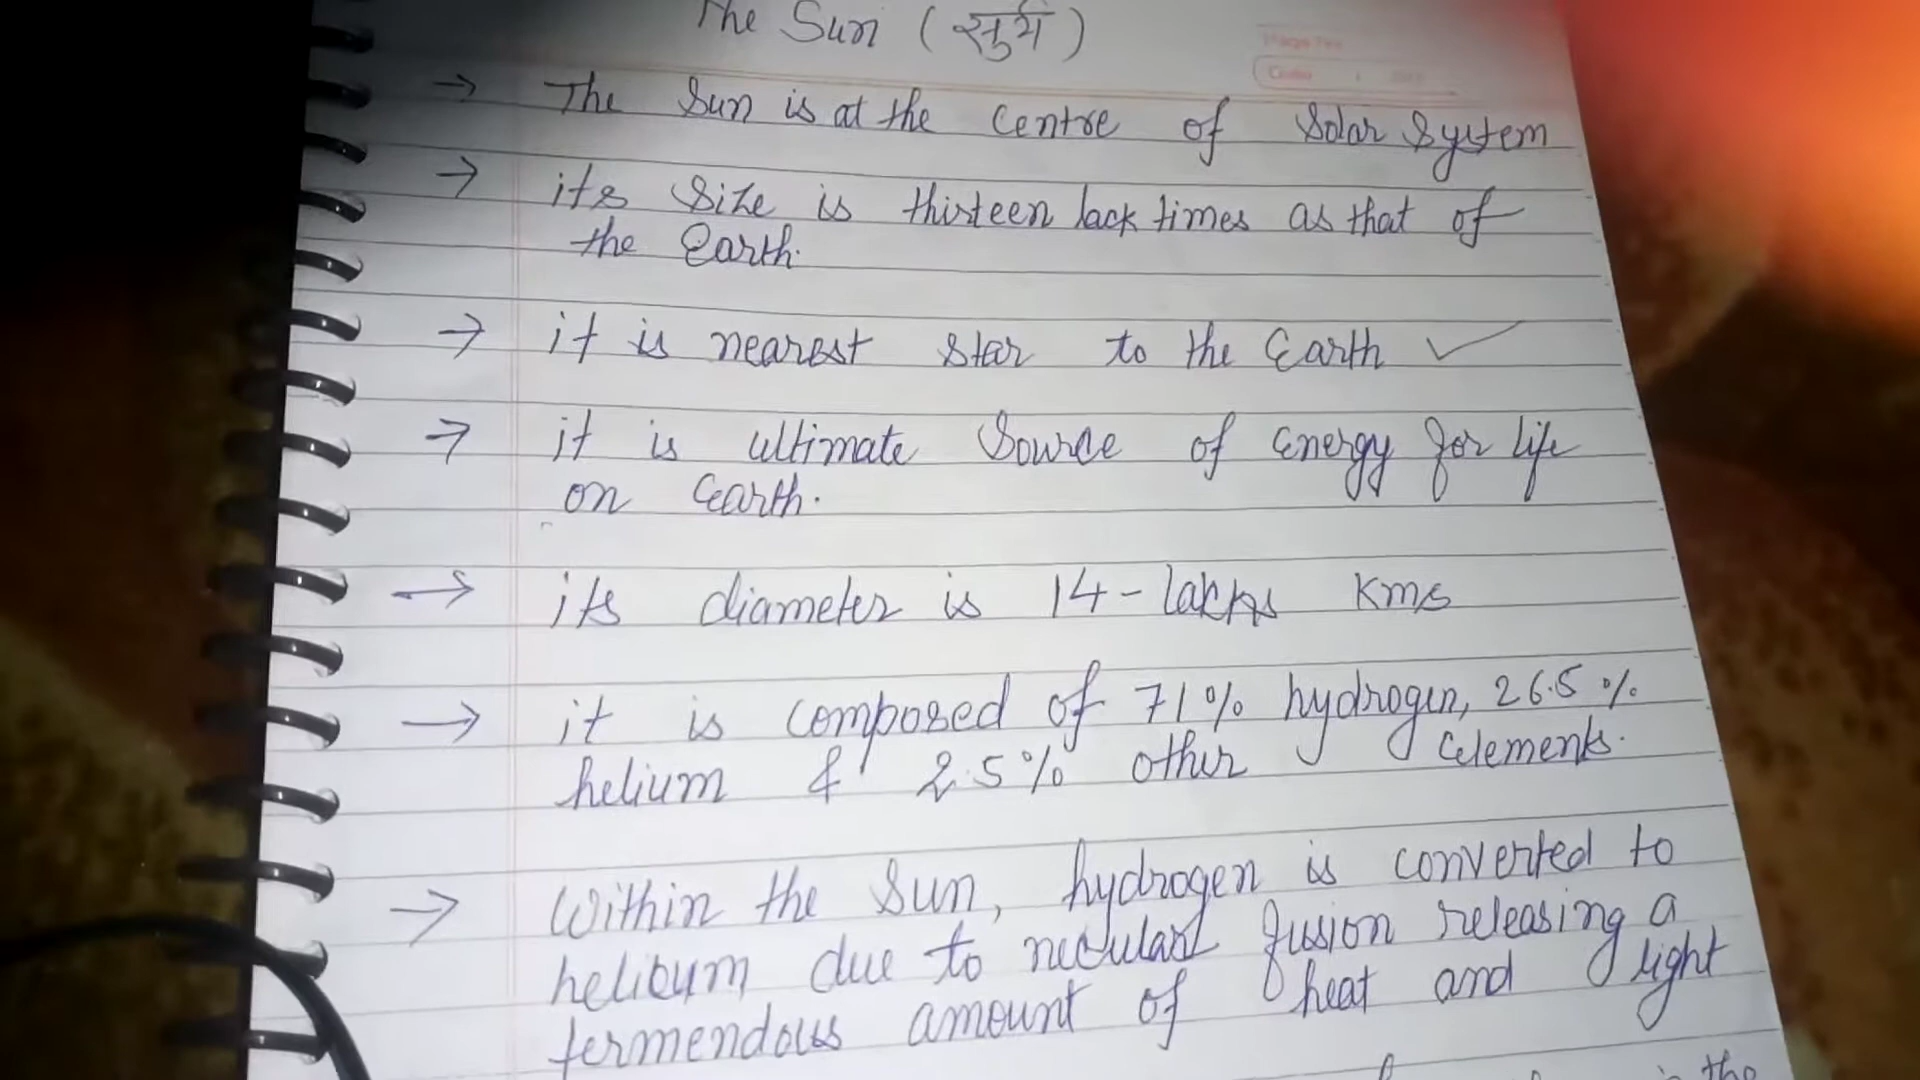 The Sun (सुर्य)
→ The Sun is at the Centre of Solar System
→ its Size is thirteen lack times as that of
the Earth.
→ it is nearest star to the Earth ✓
→ it is ultimate Source of Energy for life
on Earth.
→ its diameter is 14-lakhs Kms
→ it is composed of 71% hydrogen, 26.5%
helium & 2.5% other elements.
→ Within the Sun, hydrogen is converted to
helium due to fusion releasing a
termendous amount of heat and light
the